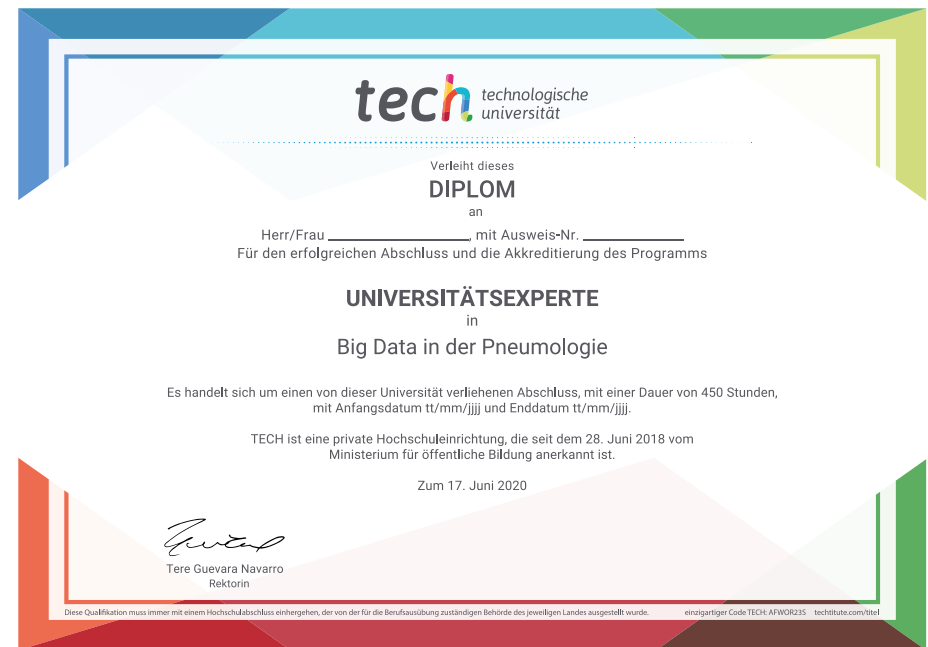 tech technologische
universität
Verleiht dieses
DIPLOM
an
Herr/Frau ____________________, mit Ausweis-Nr. ______________
Für den erfolgreichen Abschluss und die Akkreditierung des Programms
UNIVERSITÄTSEXPERTE
in
Big Data in der Pneumologie
Es handelt sich um einen von dieser Universität verliehenen Abschluss, mit einer Dauer von 450 Stunden,
mit Anfangsdatum tt/mm/jjjj und Enddatum tt/mm/jjjj.
TECH ist eine private Hochschuleinrichtung, die seit dem 28. Juni 2018 vom
Ministerium für öffentliche Bildung anerkannt ist.
Zum 17. Juni 2020
Tere Guevara Navarro
Rektorin
Diese Qualifikation muss immer mit einem Hochschulabschluss einhergehen, der von der für die Berufsausübung zuständigen Behörde des jeweiligen Landes ausgestellt wurde. einzigartiger Code TECH: AFWOR23S techtitute.com/titel